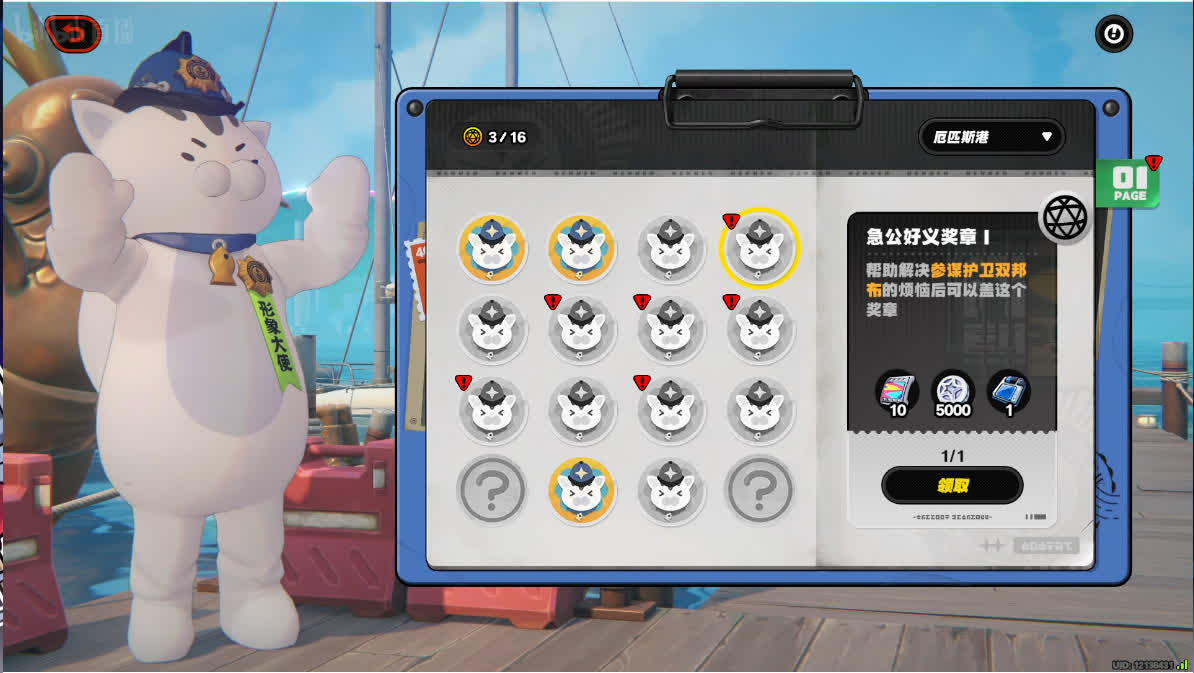 3/16
厄匹斯港
01
PAGE
急公好义奖章 I
帮助解决参谋护卫双邦
布的烦恼后可以盖这个
奖章
形象大使
10
5000
1
1/1
领取
UID: 12136431